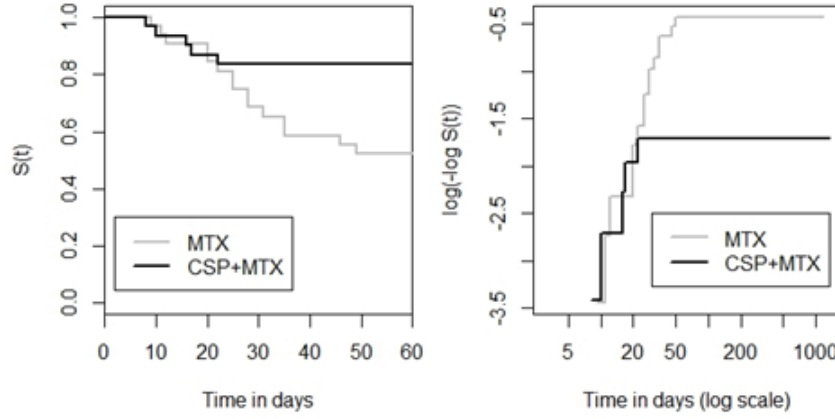 S(t)
1.0
0.8
0.6
0.4
0.2
0.0
MTX
CSP+MTX
0 10 20 30 40 50 60
Time in days
log(-log S(t))
-0.5
-1.5
-2.5
-3.5
MTX
CSP+MTX
5 20 50 200 1000
Time in days (log scale)